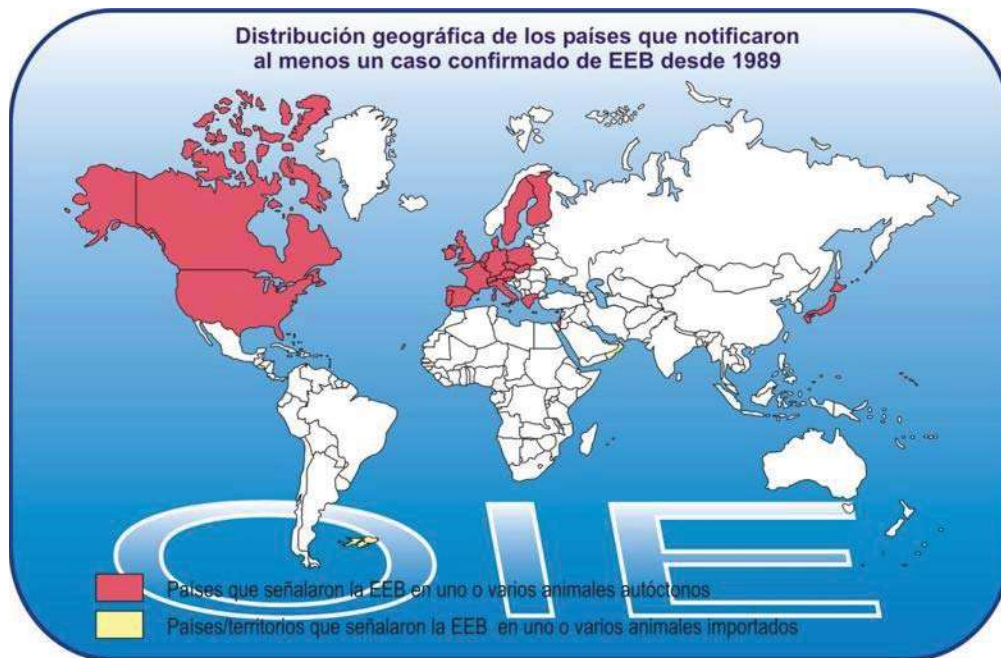 Distribución geográfica de los países que notificaron
al menos un caso confirmado de EEB desde 1989
OIE
Países que señalaron la EEB en uno o varios animales autóctonos
Países/territorios que señalaron la EEB en uno o varios animales importados